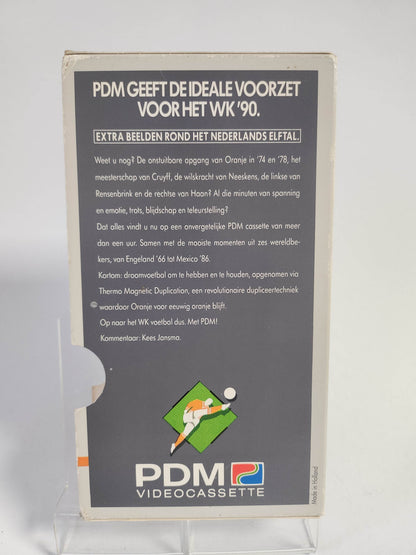 PDM GEEFT DE IDEALE VOORZET
VOOR HET WK '90.
EXTRA BEELDEN ROND HET NEDERLANDS ELFTAL.
Weet u nog? De onstuitbare opgang van Oranje in '74 en '78, het
meesterschap van Cruyff, de wilskracht van Neeskens, de linkse van
Rensenbrink en de rechtse van Haan? Al die minuten van spanning
en emotie, trots, blijdschap en teleurstelling?
Dat alles vindt u nu op een onvergetelijke PDM cassette van meer
dan een uur. Samen met de mooiste momenten uit zes wereldbe-
kers, van Engeland '66 tot Mexico '86.
Kortom: droomvoetbal om te hebben en te houden, opgenomen via
Thermo Magnetic Duplication, een revolutionaire dupliceertechniek
waardoor Oranje voor eeuwig oranje blijft.
Op naar het WK voetbal dus. Met PDM!
Kommentaar: Kees Jansma.
PDM
VIDEOCASSETTE
Made in Holland